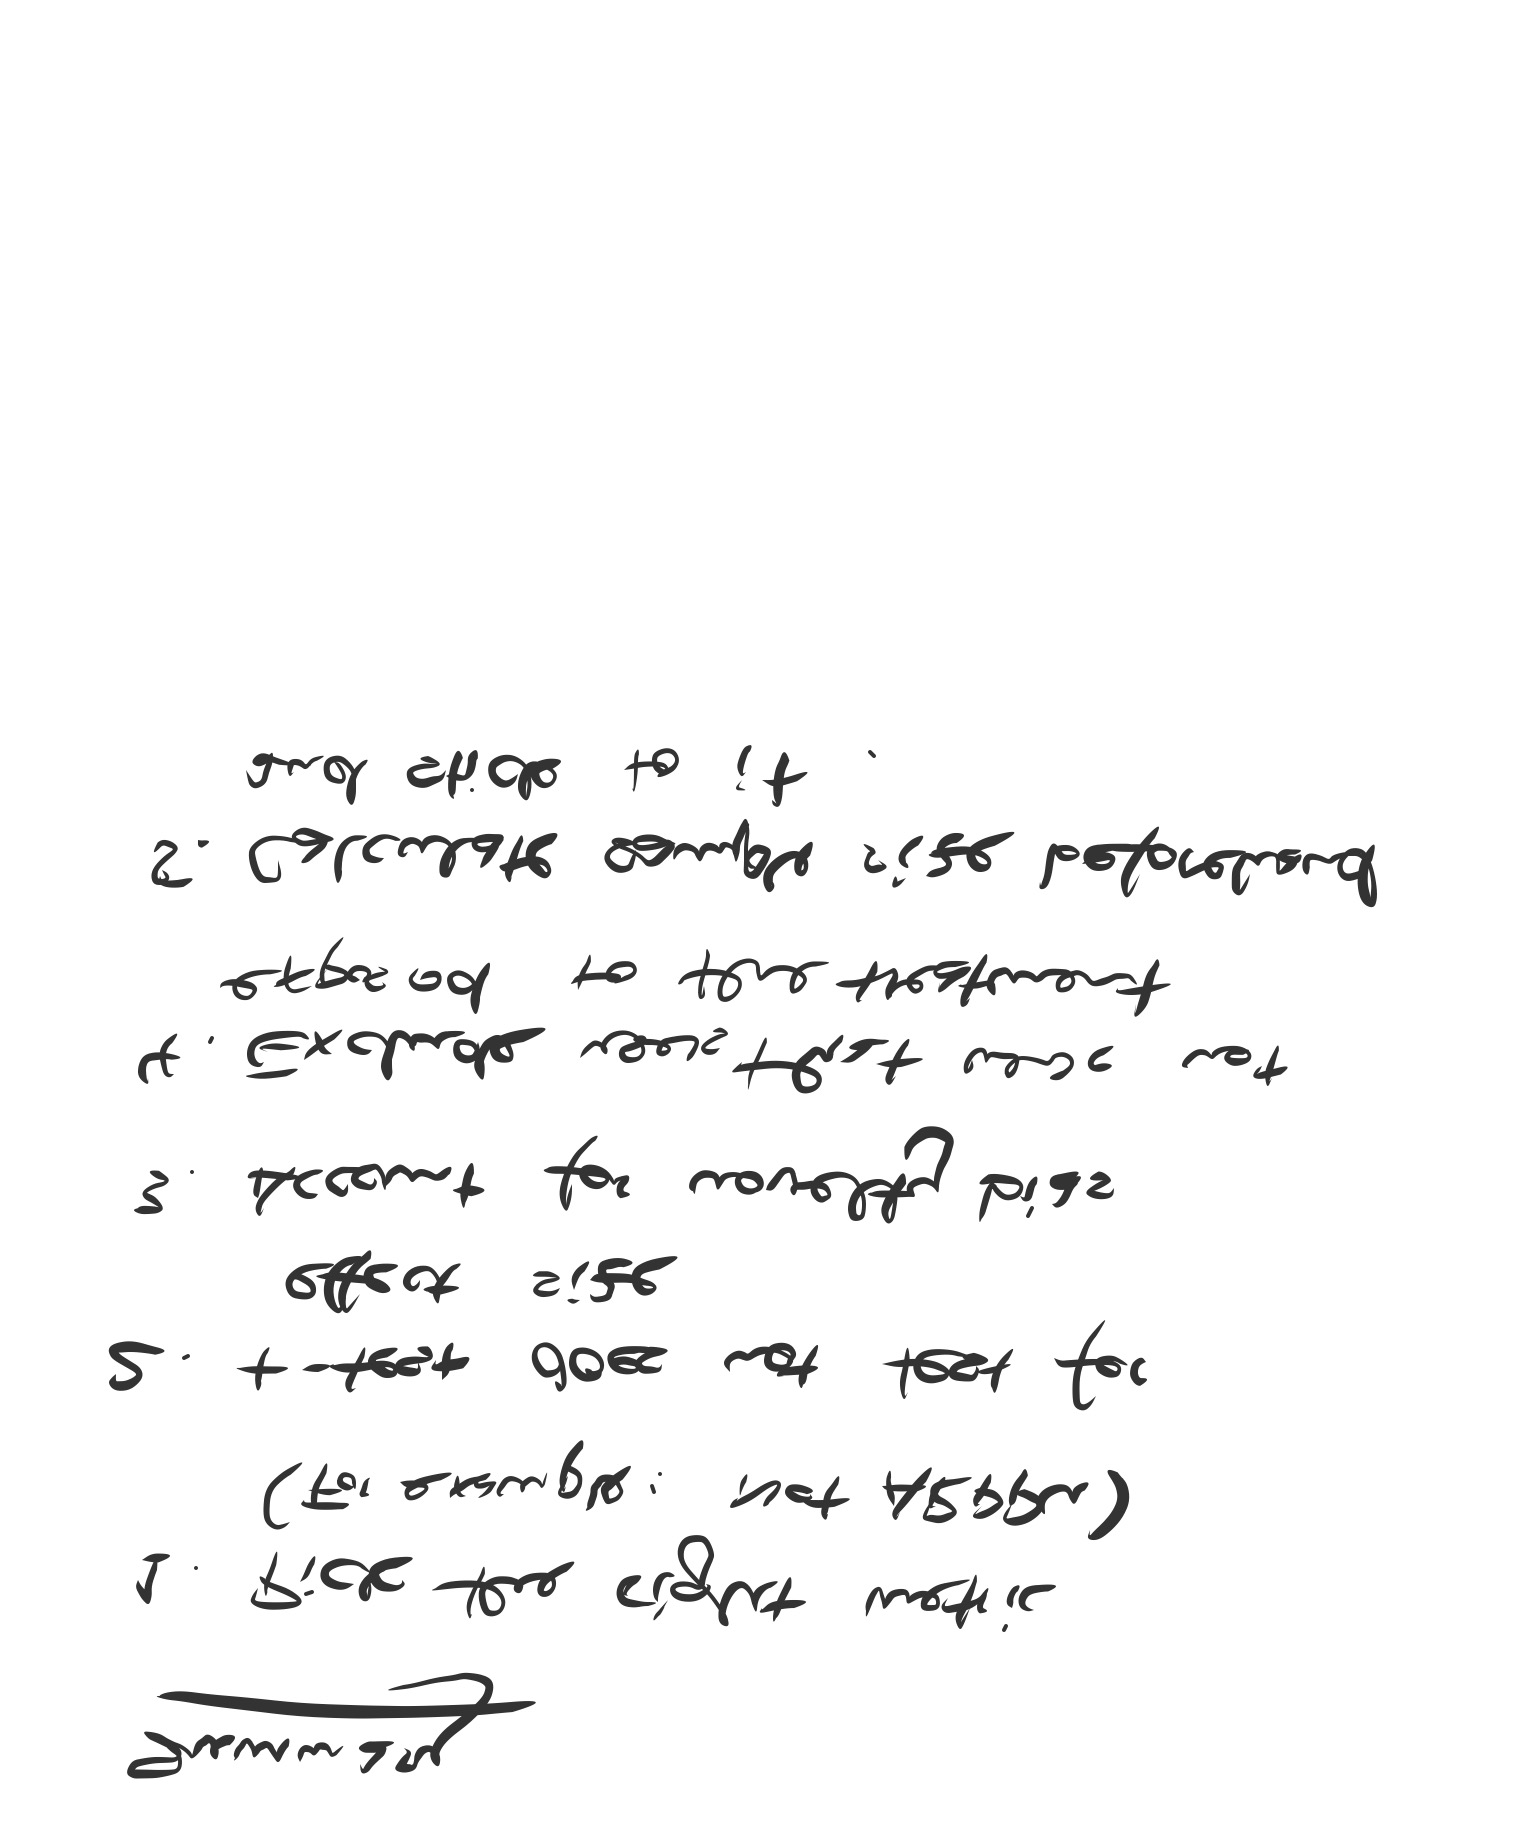 Summary
1. Pick the right metric
(For example: Not ARPPU)
2. t-test does not test for
effect size
3. Account for novelty bias
4. Exclude users that were not
exposed to the treatment
5. Calculate sample size beforehand
and stick to it.